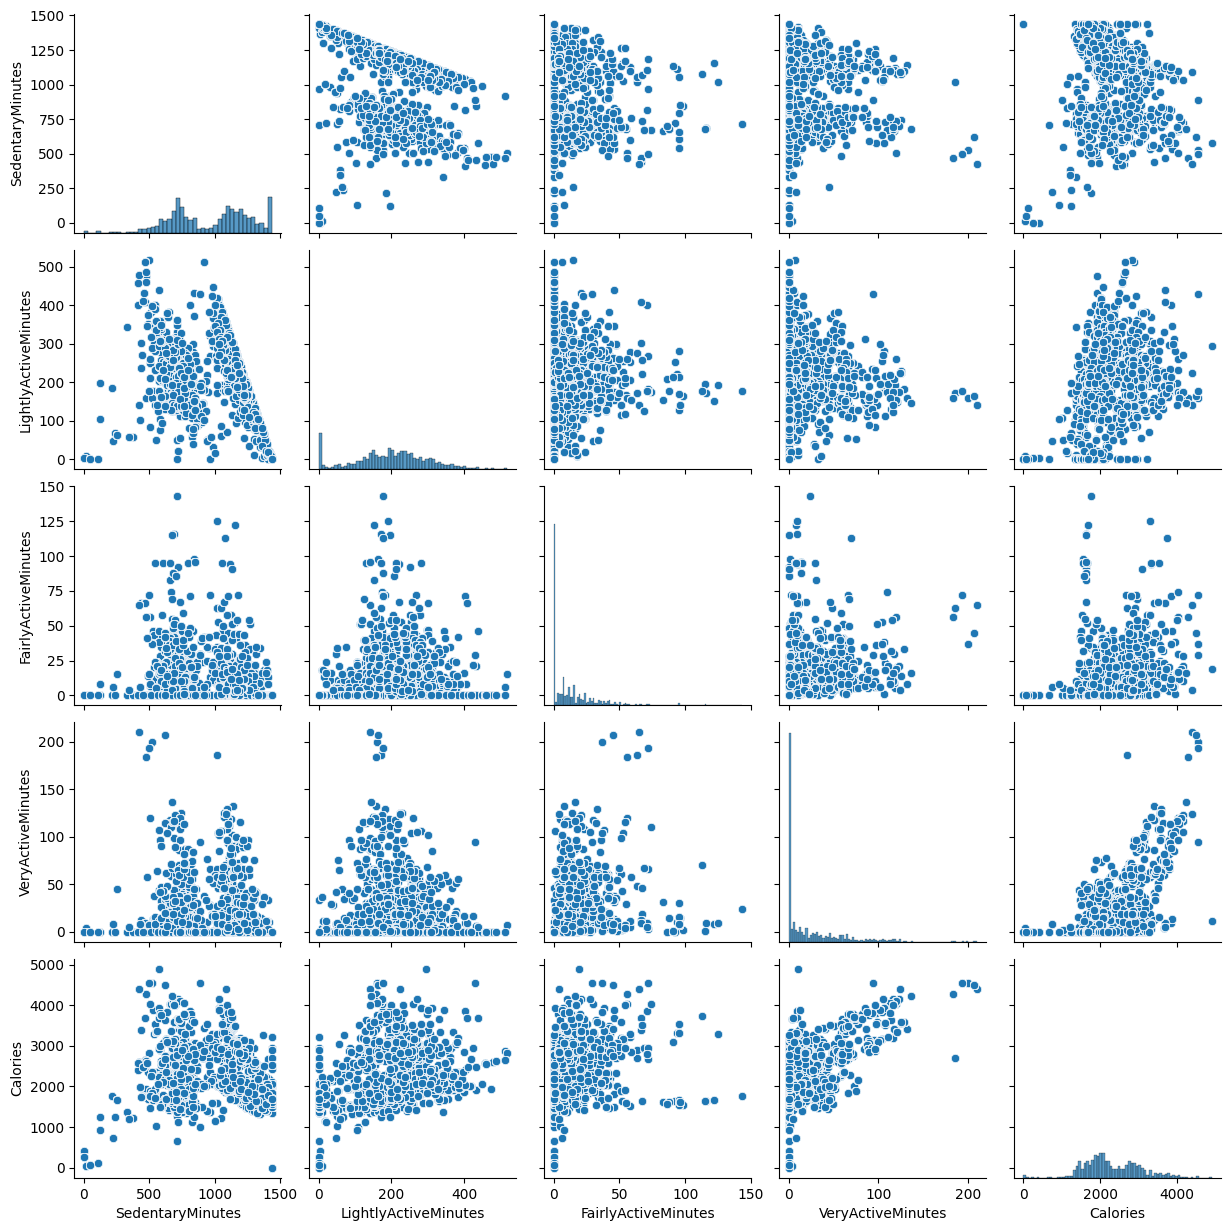 1500
1250
1000
750
500
250
0
SedentaryMinutes
500
400
300
200
100
0
LightlyActiveMinutes
150
125
100
75
50
25
0
FairlyActiveMinutes
200
150
100
50
0
VeryActiveMinutes
5000
4000
3000
2000
1000
0
Calories
0 500 1000 1500
0 200 400
0 50 100 150
0 100 200
0 2000 4000
SedentaryMinutes
LightlyActiveMinutes
FairlyActiveMinutes
VeryActiveMinutes
Calories